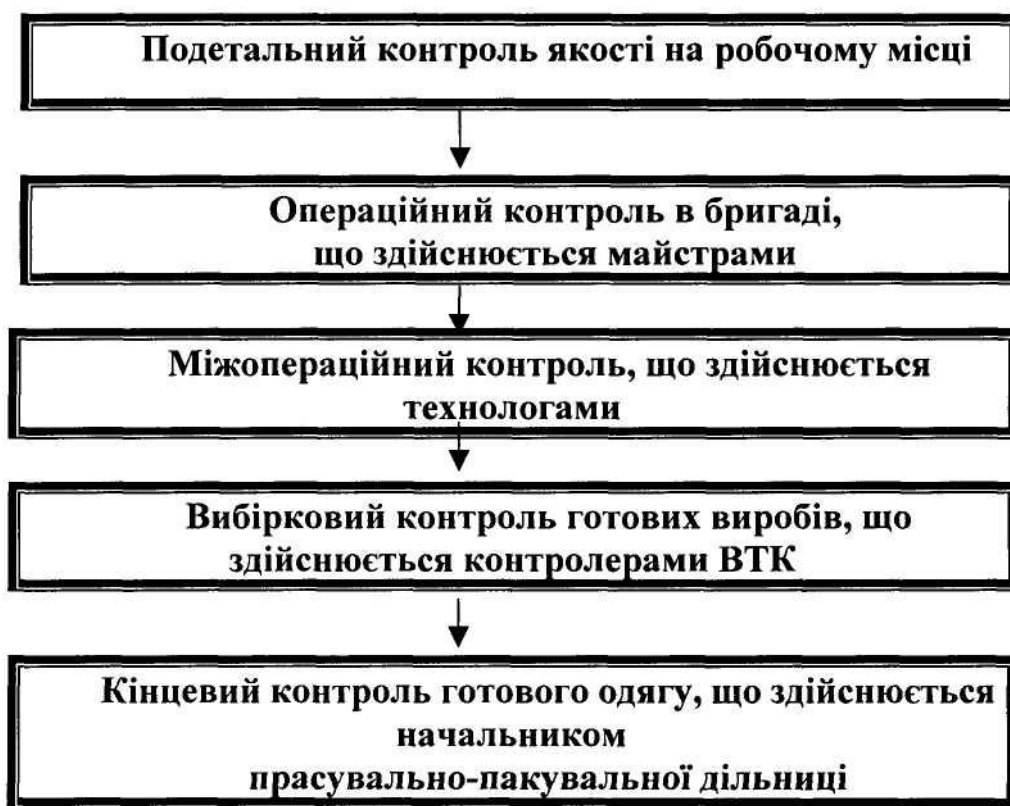 Подетальний контроль якості на робочому місці
Операційний контроль в бригаді,
що здійснюється майстрами
Міжопераційний контроль, що здійснюється
технологами
Вибірковий контроль готових виробів, що
здійснюється контролерами ВТК
Кінцевий контроль готового одягу, що здійснюється
начальником
прасувально-пакувальної дільниці